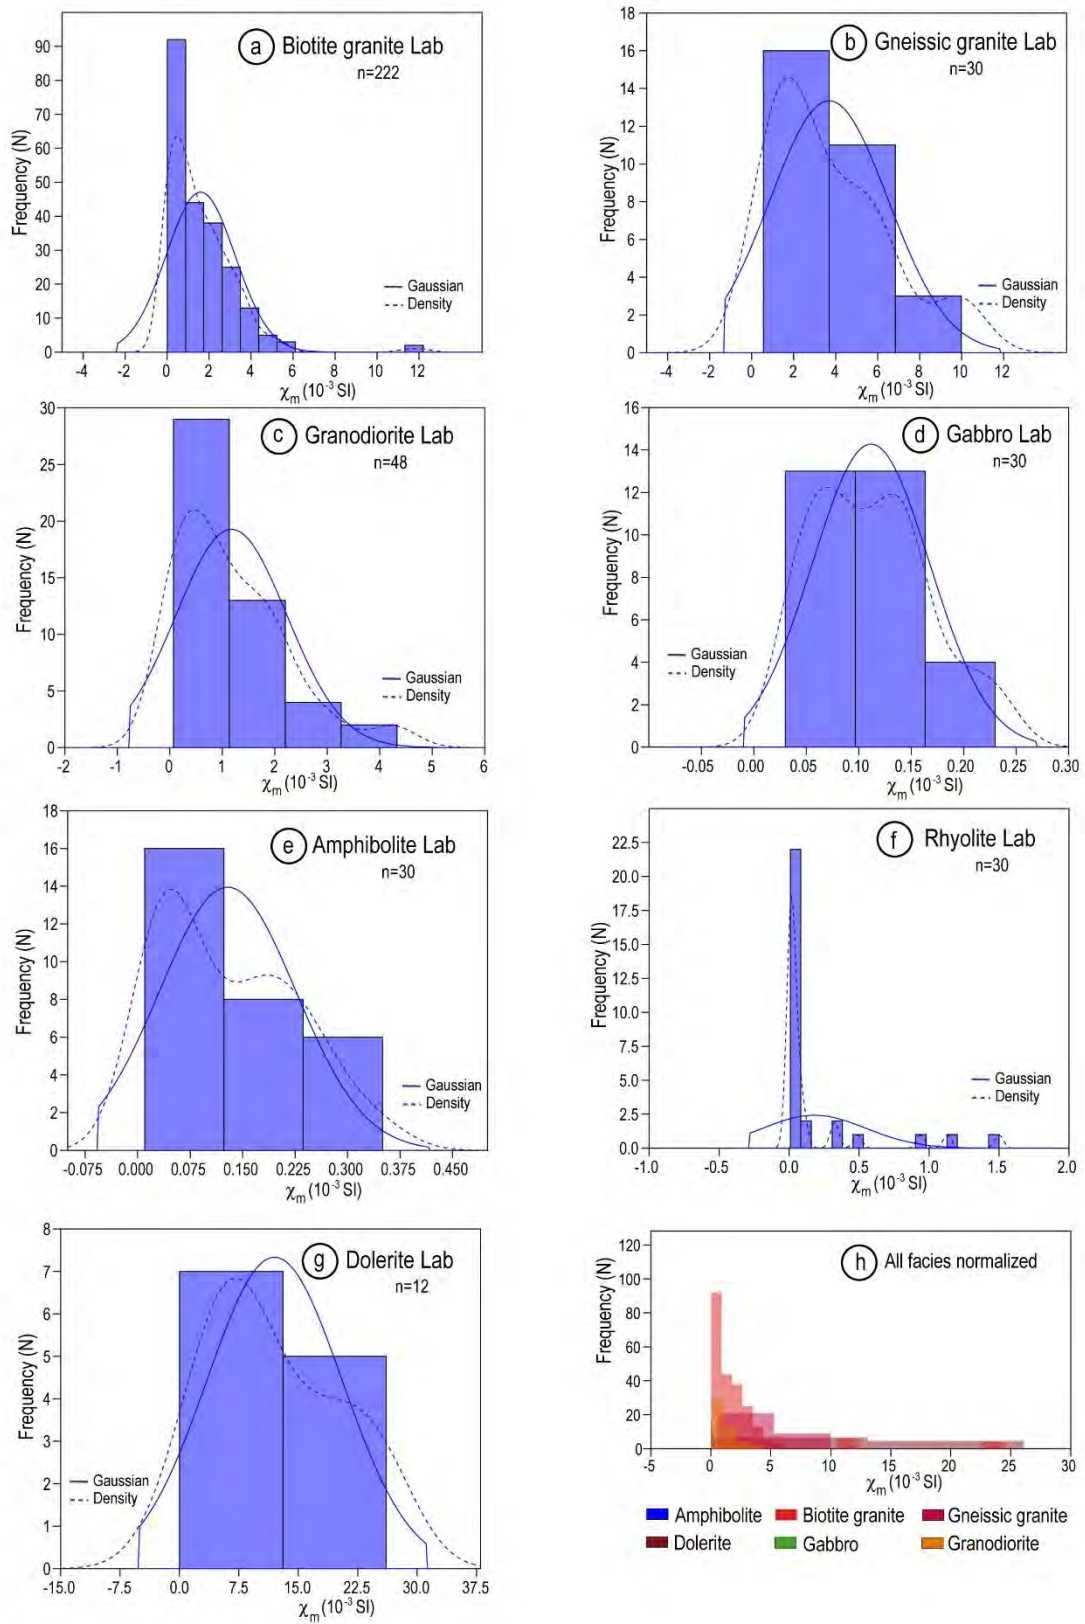 a Biotite granite Lab
n=222
Frequency (N)
90
80
70
60
50
40
30
20
10
0
Gaussian
Density
-4 -2 0 2 4 6 8 10 12
χm (10-3 SI)
b Gneissic granite Lab
n=30
Frequency (N)
18
16
14
12
10
8
6
4
2
0
Gaussian
Density
-4 -2 0 2 4 6 8 10 12
χm (10-3 SI)
c Granodiorite Lab
n=48
Frequency (N)
30
25
20
15
10
5
0
Gaussian
Density
-2 -1 0 1 2 3 4 5 6
χm (10-3 SI)
d Gabbro Lab
n=30
Frequency (N)
16
14
12
10
8
6
4
2
0
Gaussian
Density
-0.05 0.00 0.05 0.10 0.15 0.20 0.25 0.30
χm (10-3 SI)
e Amphibolite Lab
n=30
Frequency (N)
18
16
14
12
10
8
6
4
2
0
Gaussian
Density
-0.075 0.000 0.075 0.150 0.225 0.300 0.375 0.450
χm (10-3 SI)
f Rhyolite Lab
n=30
Frequency (N)
22.5
20.0
17.5
15.0
12.5
10.0
7.5
5.0
2.5
0.0
Gaussian
Density
-1.0 -0.5 0.0 0.5 1.0 1.5 2.0
χm (10-3 SI)
g Dolerite Lab
n=12
Frequency (N)
8
7
6
5
4
3
2
1
0
Gaussian
Density
-15.0 -7.5 0.0 7.5 15.0 22.5 30.0 37.5
χm (10-3 SI)
h All facies normalized
Frequency (N)
120
100
80
60
40
20
0
-5 0 5 10 15 20 25 30
χm (10-3 SI)
Amphibolite Biotite granite Gneissic granite
Dolerite Gabbro Granodiorite